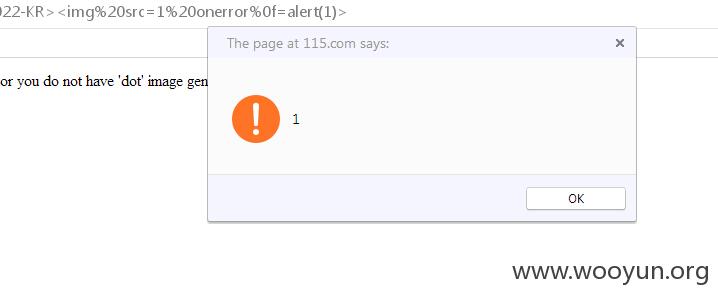 022-KR><img%20src=1%20onerror%0f=alert(1)>
The page at 115.com says:
or you do not have 'dot' image gen
1
OK
www.wooyun.org